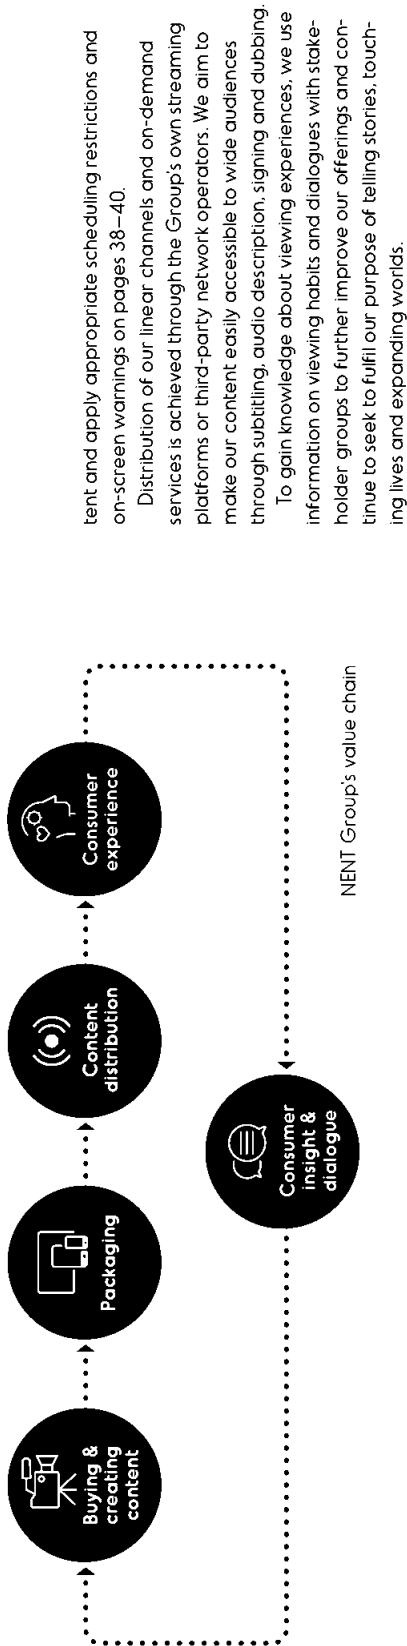 Buying &
creating
content
Packaging
Content
distribution
Consumer
experience
Consumer
insight &
dialogue
NENT Group's value chain
tent and apply appropriate scheduling restrictions and
on-screen warnings on pages 38–40.
Distribution of our linear channels and on-demand
services is achieved through the Group's own streaming
platforms or third-party network operators. We aim to
make our content easily accessible to wide audiences
through subtitling, audio description, signing and dubbing.
To gain knowledge about viewing experiences, we use
information on viewing habits and dialogues with stake-
holder groups to further improve our offerings and con-
tinue to seek to fulfil our purpose of telling stories, touch-
ing lives and expanding worlds.